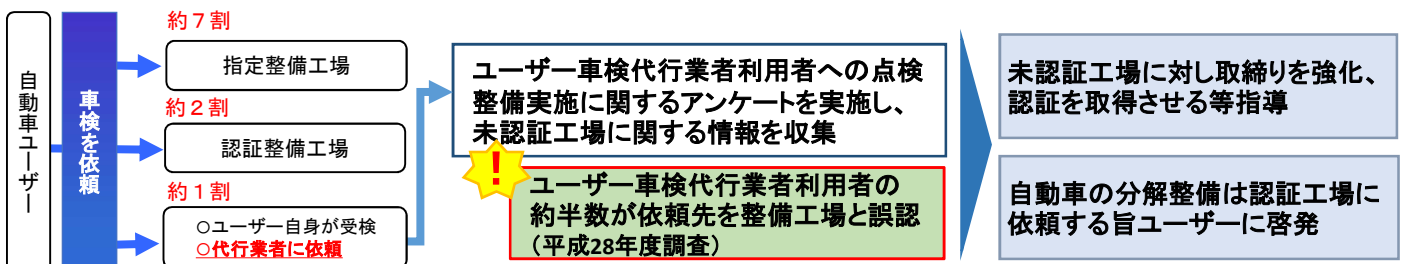 自動車ユーザー
車検を依頼
約７割
指定整備工場
約２割
認証整備工場
約１割
○ユーザー自身が受検
○代行業者に依頼
ユーザー車検代行業者利用者への点検
整備実施に関するアンケートを実施し、
未認証工場に関する情報を収集
!
ユーザー車検代行業者利用者の
約半数が依頼先を整備工場と誤認
（平成28年度調査）
未認証工場に対し取締りを強化、
認証を取得させる等指導
自動車の分解整備は認証工場に
依頼する旨ユーザーに啓発